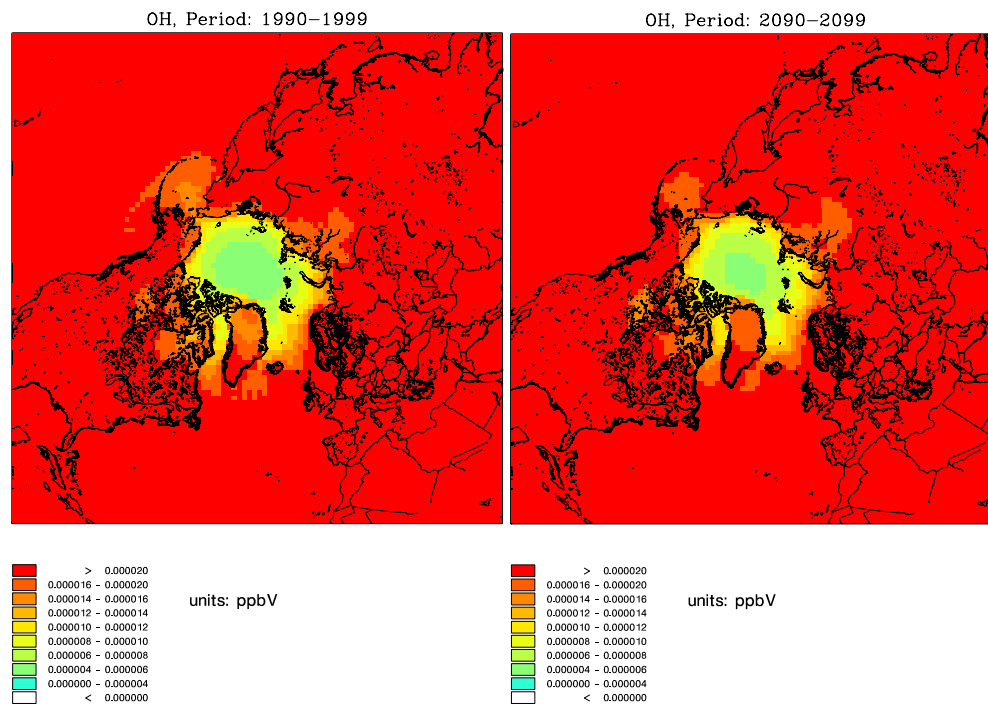 OH, Period: 1990-1999
OH, Period: 2090-2099
> 0.000020
0.000016 - 0.000020
0.000014 - 0.000016
0.000012 - 0.000014
0.000010 - 0.000012
0.000008 - 0.000010
0.000006 - 0.000008
0.000004 - 0.000006
0.000000 - 0.000004
< 0.000000
units: ppbV
> 0.000020
0.000016 - 0.000020
0.000014 - 0.000016
0.000012 - 0.000014
0.000010 - 0.000012
0.000008 - 0.000010
0.000006 - 0.000008
0.000004 - 0.000006
0.000000 - 0.000004
< 0.000000
units: ppbV